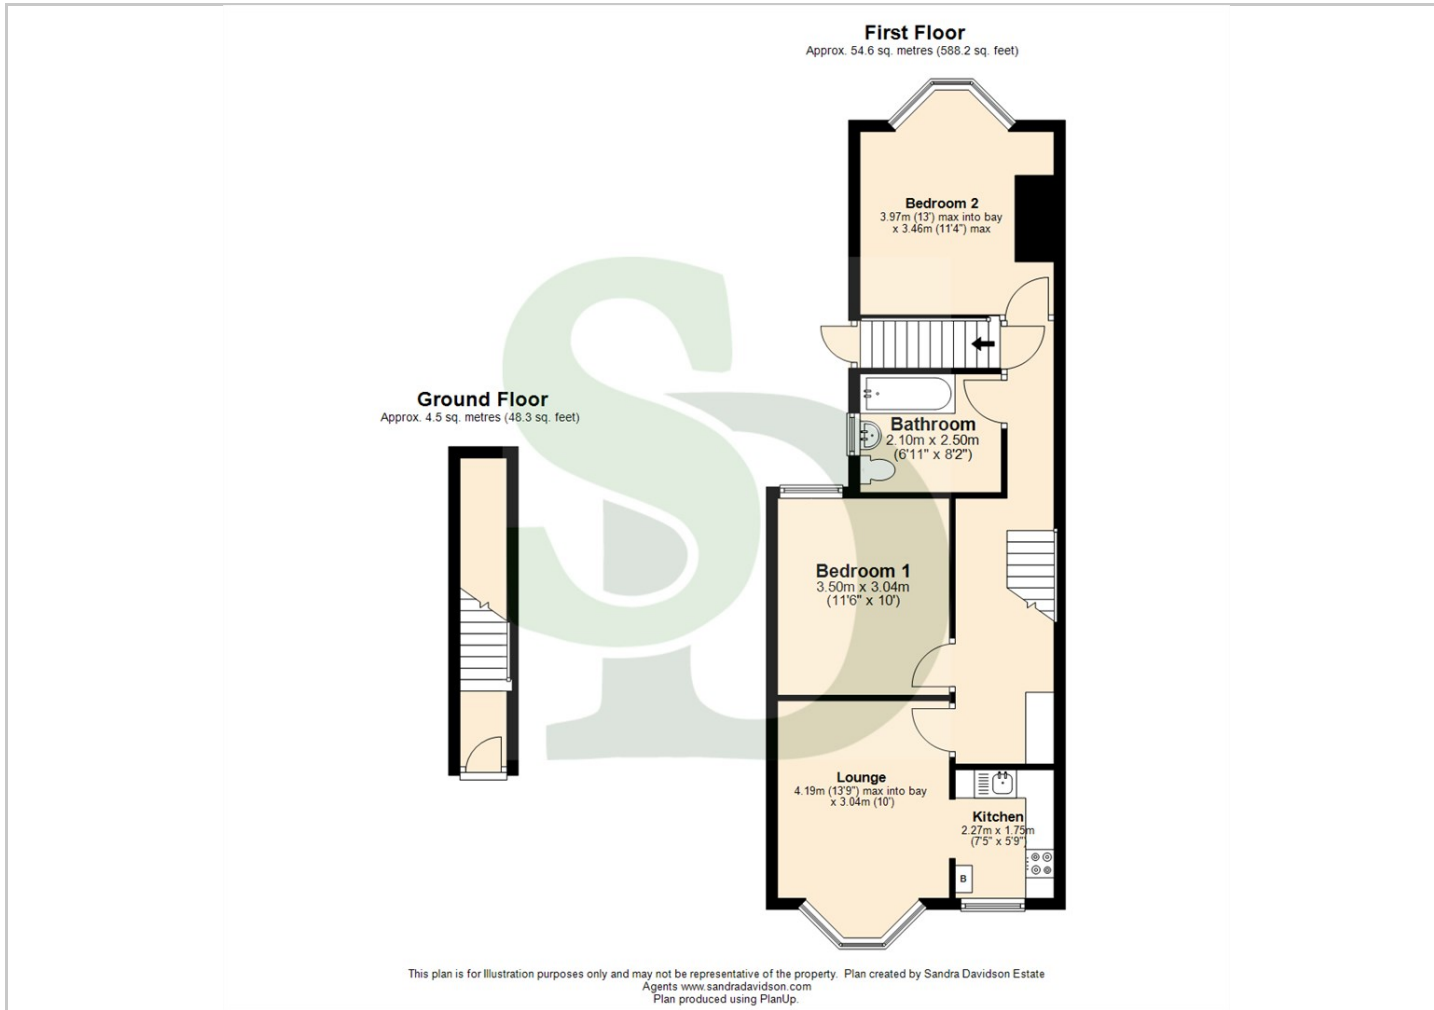 First Floor
Approx. 54.6 sq. metres (588.2 sq. feet)
Bedroom 2
3.97m (13') max into bay
x 3.46m (11'4") max
Ground Floor
Approx. 4.5 sq. metres (48.3 sq. feet)
Bathroom
2.10m x 2.50m
(6'11" x 8'2")
Bedroom 1
3.50m x 3.04m
(11'6" x 10')
Lounge
4.19m (13'9") max into bay
x 3.04m (10')
Kitchen
2.27m x 1.75m
(7'5" x 5'9")
B
SD
This plan is for Illustration purposes only and may not be representative of the property. Plan created by Sandra Davidson Estate
Agents www.sandradavidson.com
Plan produced using PlanUp.